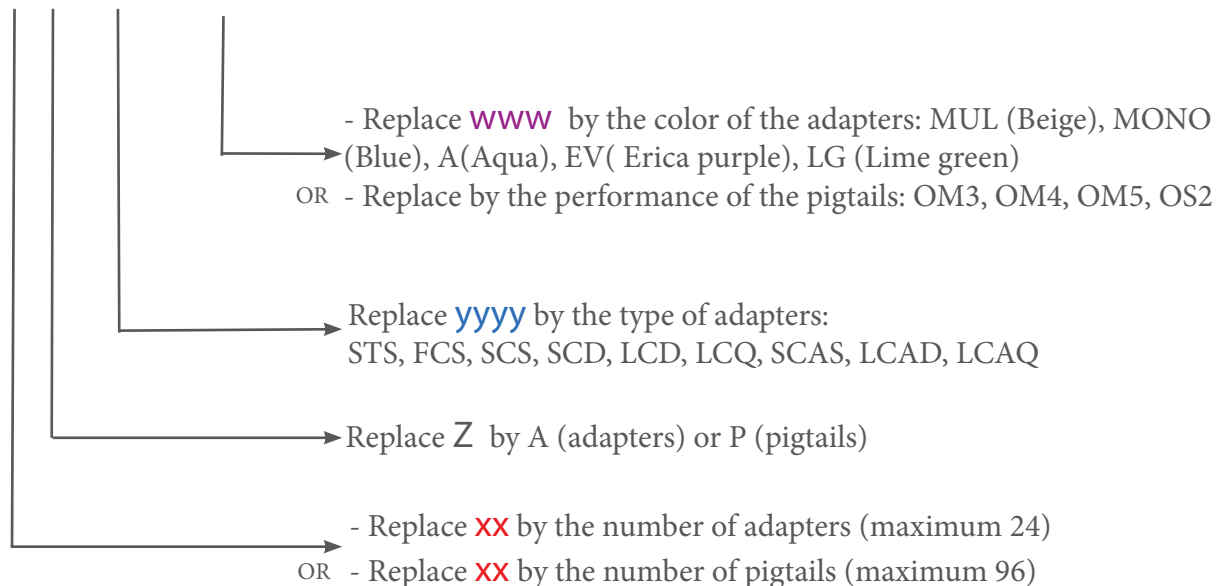 - Replace www by the color of the adapters: MUL (Beige), MONO
(Blue), A(Aqua), EV( Erica purple), LG (Lime green)
OR - Replace by the performance of the pigtails: OM3, OM4, OM5, OS2
Replace yyyy by the type of adapters:
STS, FCS, SCS, SCD, LCD, LCQ, SCAS, LCAD, LCAQ
Replace Z by A (adapters) or P (pigtails)
- Replace xx by the number of adapters (maximum 24)
OR - Replace xx by the number of pigtails (maximum 96)